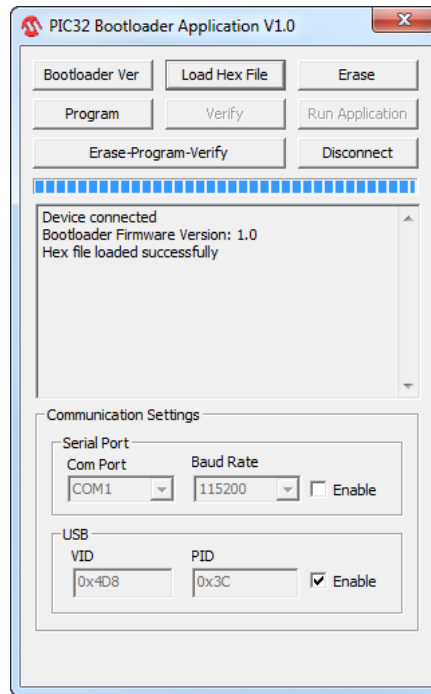 PIC32 Bootloader Application V1.0
Bootloader Ver Load Hex File Erase
Program Verify Run Application
Erase-Program-Verify Disconnect
Device connected
Bootloader Firmware Version: 1.0
Hex file loaded successfully
Communication Settings
Serial Port
Com Port Baud Rate
COM1 115200 Enable
USB
VID PID
0x4D8 0x3C Enable